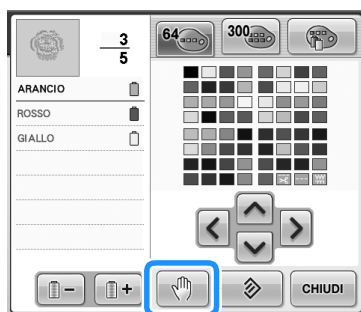 3
5
64
300
ARANCIO
ROSSO
GIALLO
- +
CHIUDI